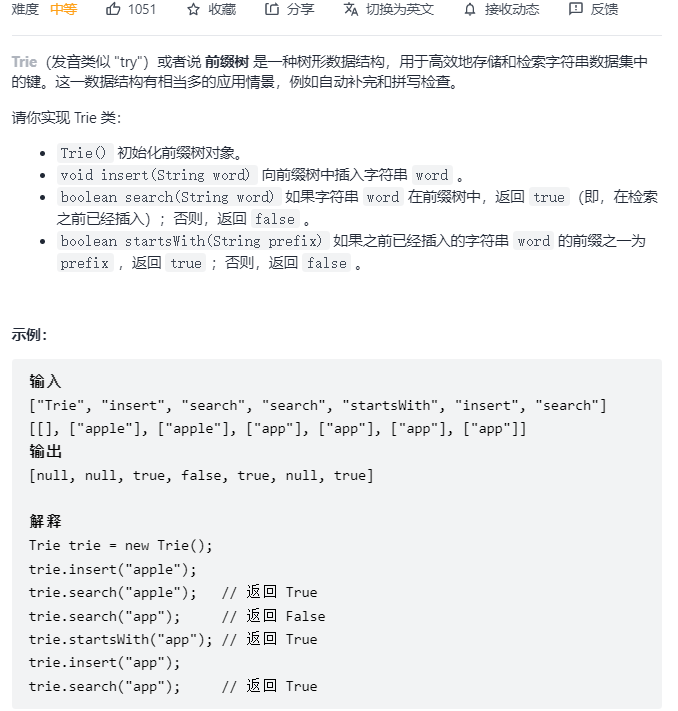 难度 中等 1051 收藏 分享 切换为英文 接收动态 反馈
Trie（发音类似 "try"）或者说 前缀树 是一种树形数据结构，用于高效地存储和检索字符串数据集中
的键。这一数据结构有相当多的应用情景，例如自动补完和拼写检查。
请你实现 Trie 类：
• Trie() 初始化前缀树对象。
• void insert(String word) 向前缀树中插入字符串 word 。
• boolean search(String word) 如果字符串 word 在前缀树中，返回 true（即，在检索
之前已经插入）；否则，返回 false 。
• boolean startsWith(String prefix) 如果之前已经插入的字符串 word 的前缀之一为
prefix ，返回 true ；否则，返回 false 。
示例：
输入
["Trie", "insert", "search", "search", "startsWith", "insert", "search"]
[[], ["apple"], ["apple"], ["app"], ["app"], ["app"], ["app"]]
输出
[null, null, true, false, true, null, true]
解释
Trie trie = new Trie();
trie.insert("apple");
trie.search("apple");   // 返回 True
trie.search("app");     // 返回 False
trie.startsWith("app"); // 返回 True
trie.insert("app");
trie.search("app");     // 返回 True